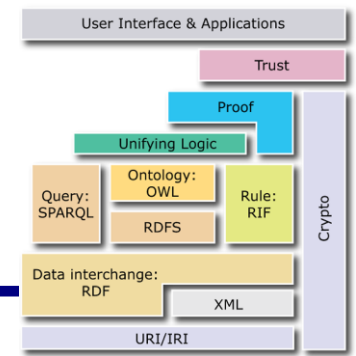 User Interface & Applications
Trust
Proof
Unifying Logic
Query:
SPARQL
Ontology:
OWL
RDFS
Rule:
RIF
Crypto
Data interchange:
RDF
XML
URI/IRI